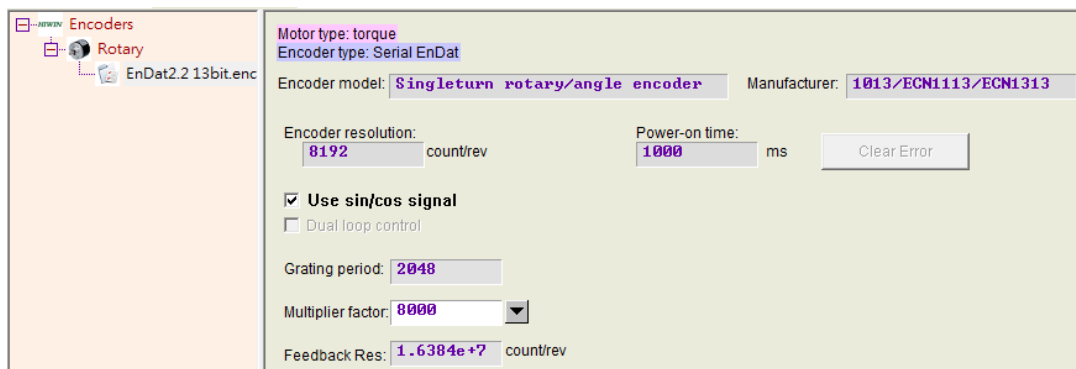 HIWIN Encoders
Rotary
EnDat2.2 13bit.enc
Motor type: torque
Encoder type: Serial EnDat
Encoder model: Singleturn rotary/angle encoder Manufacturer: 1013/ECN1113/ECN1313
Encoder resolution: Power-on time:
8192 count/rev 1000 ms Clear Error
Use sin/cos signal
Dual loop control
Grating period: 2048
Multiplier factor: 8000
Feedback Res: 1.6384e+7 count/rev